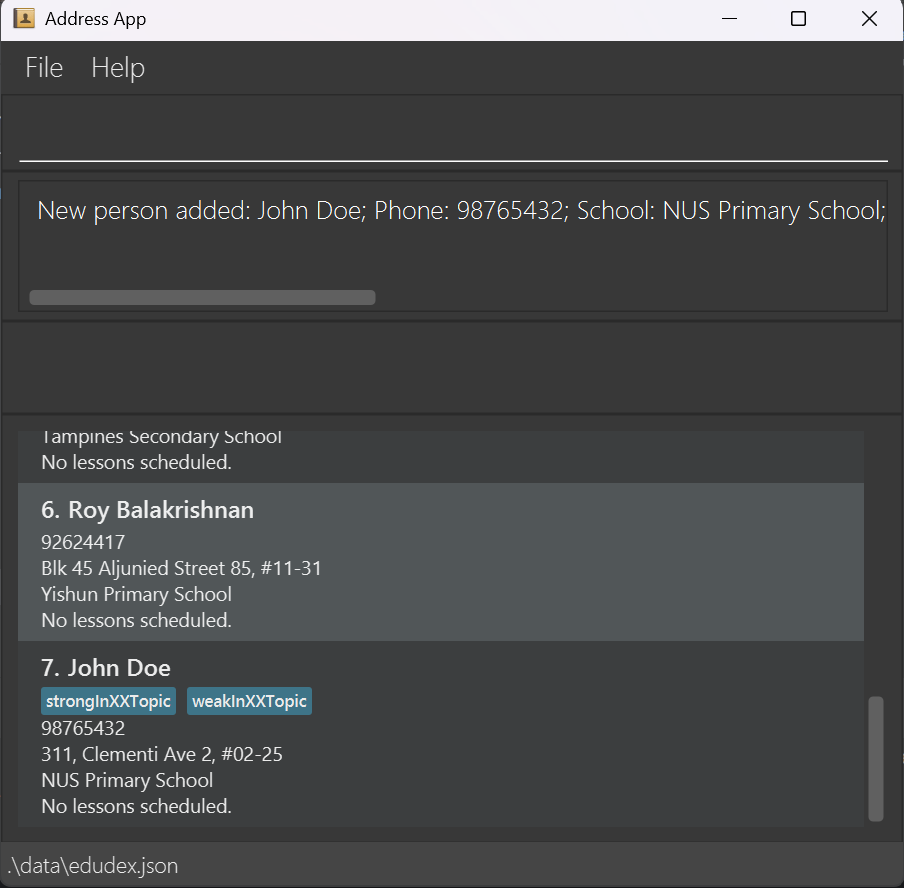 Address App
File Help
New person added: John Doe; Phone: 98765432; School: NUS Primary School;
Tampines Secondary School
No lessons scheduled.
6. Roy Balakrishnan
92624417
Blk 45 Aljunied Street 85, #11-31
Yishun Primary School
No lessons scheduled.
7. John Doe
strongInXXTopic weakInXXTopic
98765432
311, Clementi Ave 2, #02-25
NUS Primary School
No lessons scheduled.
.\data\edudex.json